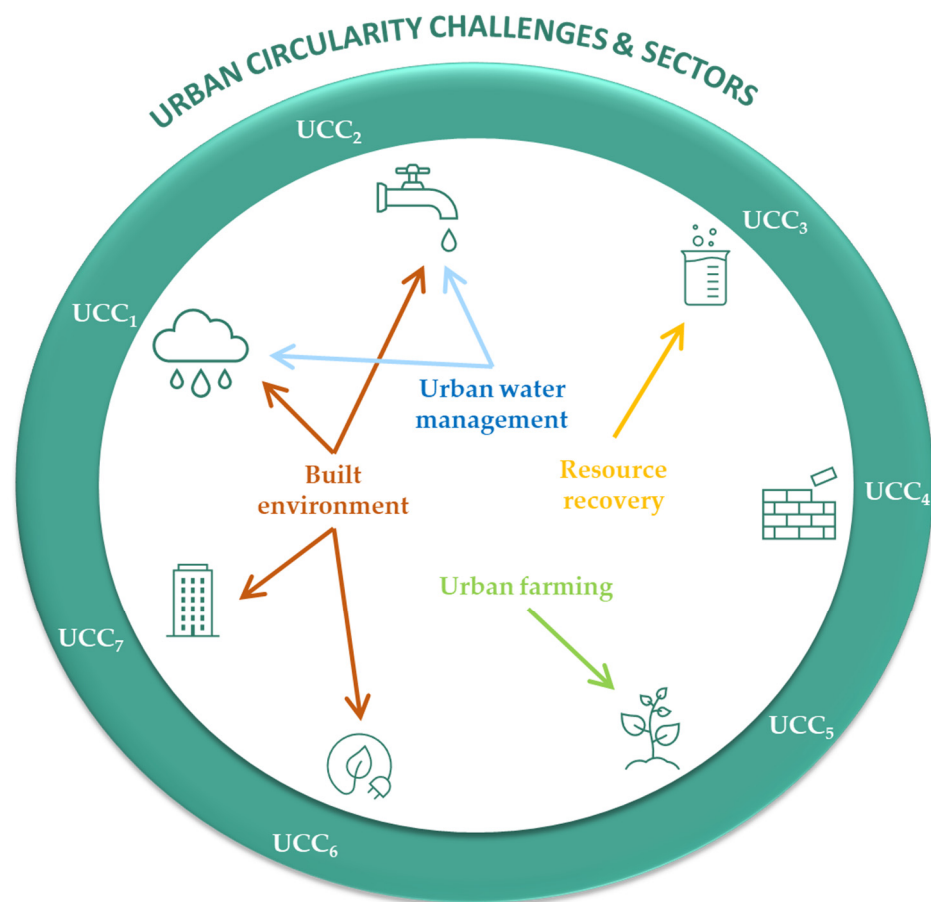 URBAN CIRCULARITY CHALLENGES & SECTORS
UCC₂
UCC₃
UCC₁
Urban water
management
Built
environment
Resource
recovery
UCC₄
Urban farming
UCC₇
UCC₅
UCC₆